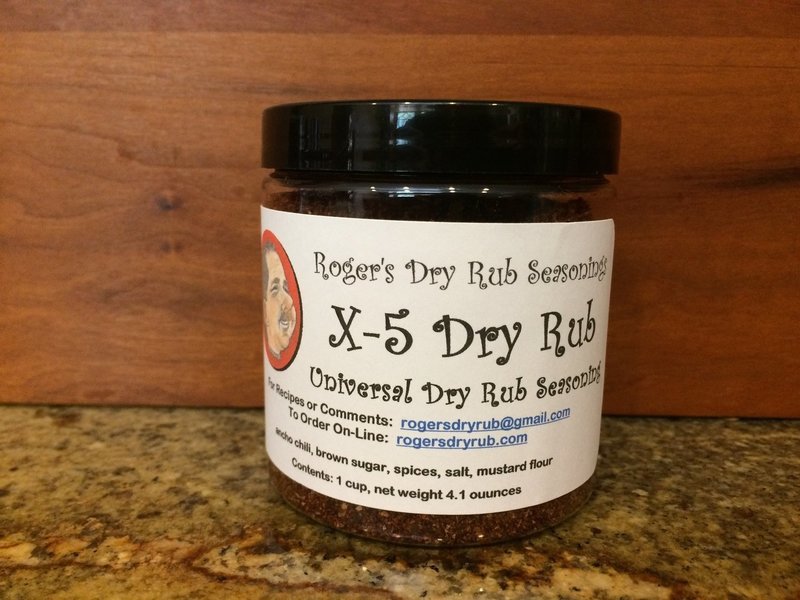 Roger's Dry Rub Seasonings
X-5 Dry Rub
Universal Dry Rub Seasoning
For Recipes or Comments: rogersdryrub@gmail.com
To Order On-Line: rogersdryrub.com
ancho chili, brown sugar, spices, salt, mustard flour
Contents: 1 cup, net weight 4.1 ouunces